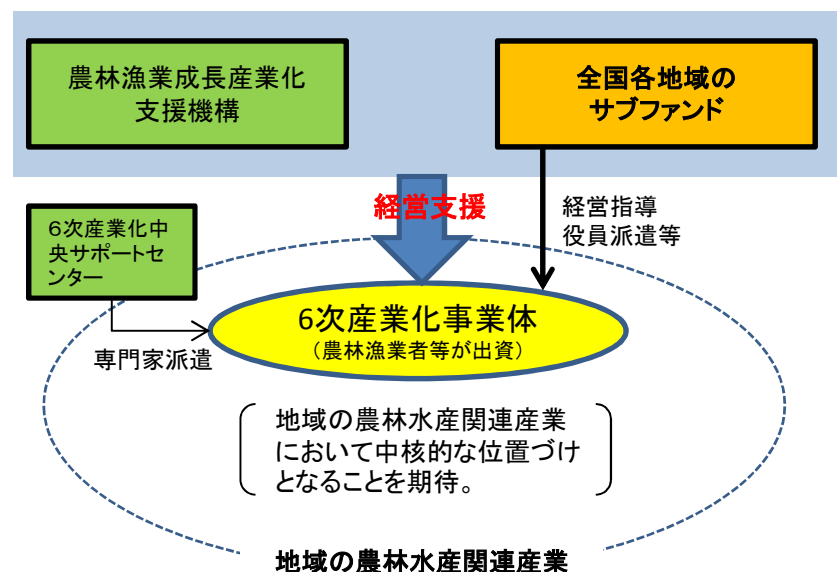 農林漁業成長産業化
支援機構
全国各地域の
サブファンド
経営支援
経営指導
役員派遣等
６次産業化中
央サポートセ
ンター
専門家派遣
6次産業化事業体
（農林漁業者等が出資）
地域の農林水産関連産業
において中核的な位置づけ
となることを期待。
地域の農林水産関連産業